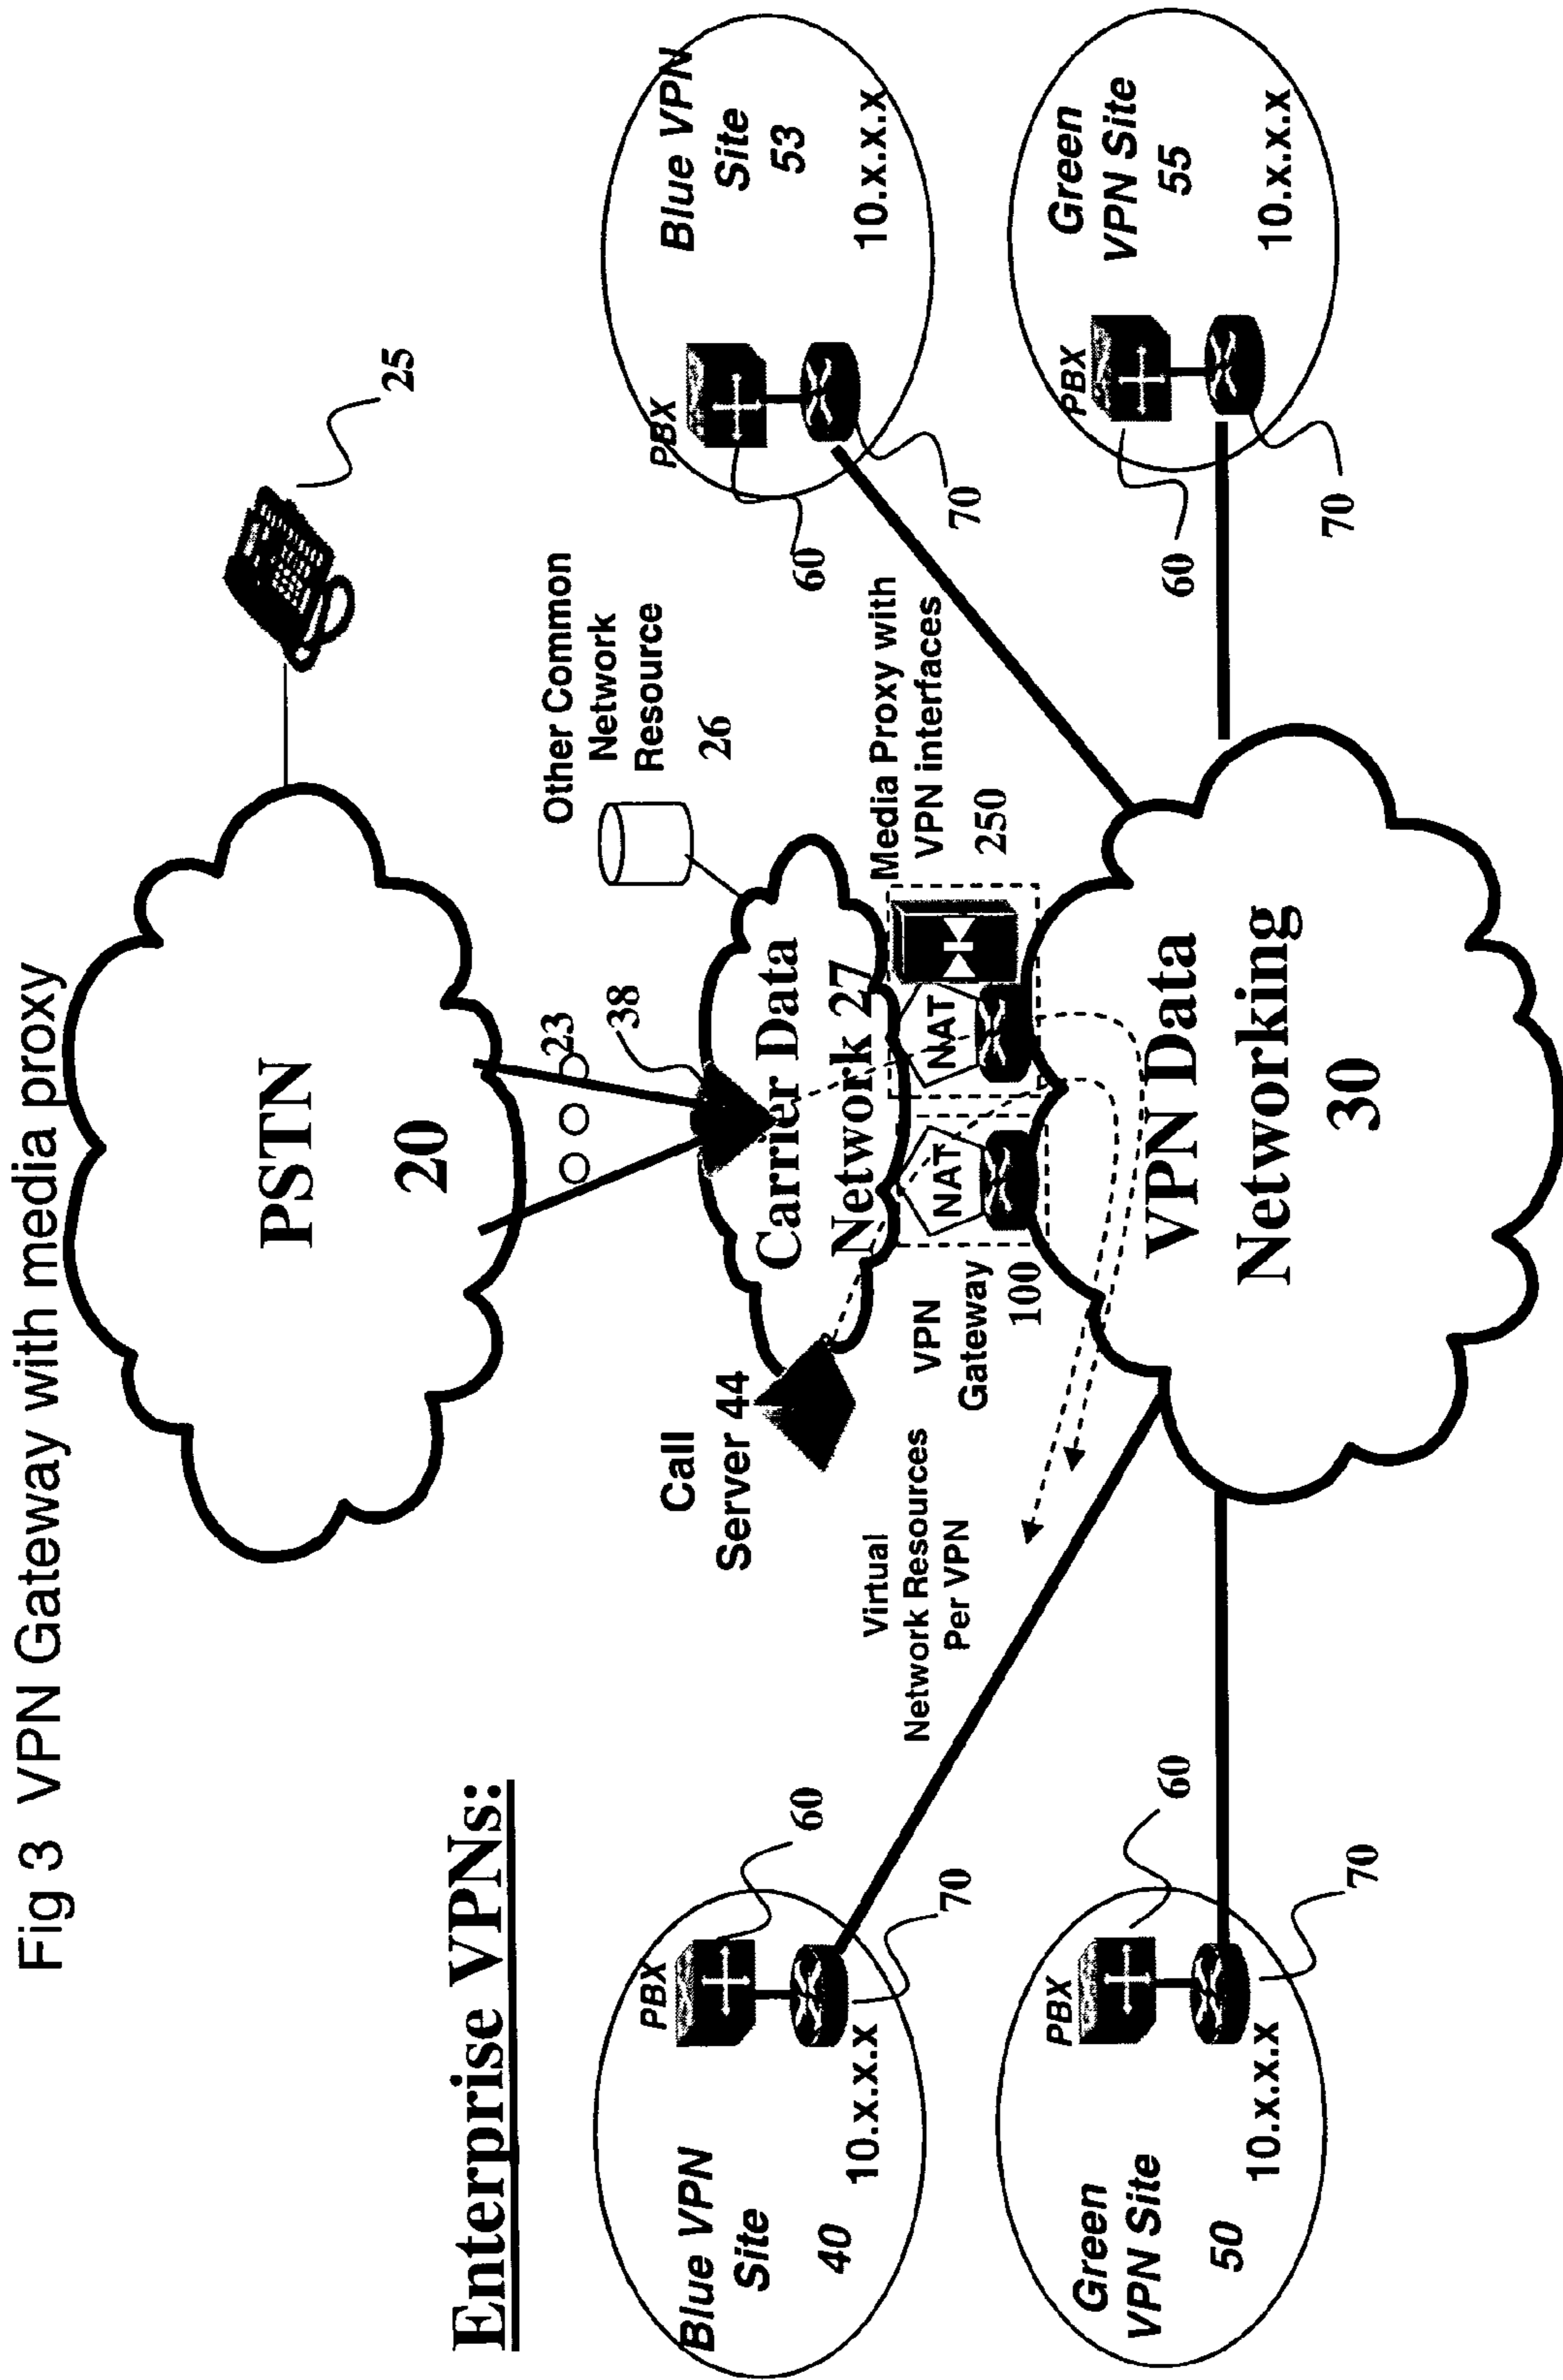 Fig 3 VPN Gateway with media proxy
PSTN
20
25
Enterprise VPNs:
23
38
Other Common
Network
Resource
26
Call
Server 44
Carrier Data
Network 27
Blue VPN
Site
40
PBX
10.x.x.x
60
70
Virtual
Network Resources
Per VPN
VPN
Gateway
100
NAT
NAT
Media Proxy with
VPN interfaces
250
PBX
Blue VPN
Site
53
10.x.x.x
60
70
Green
VPN Site
50
PBX
10.x.x.x
60
70
VPN Data
Networking
30
PBX
Green
VPN Site
55
10.x.x.x
60
70